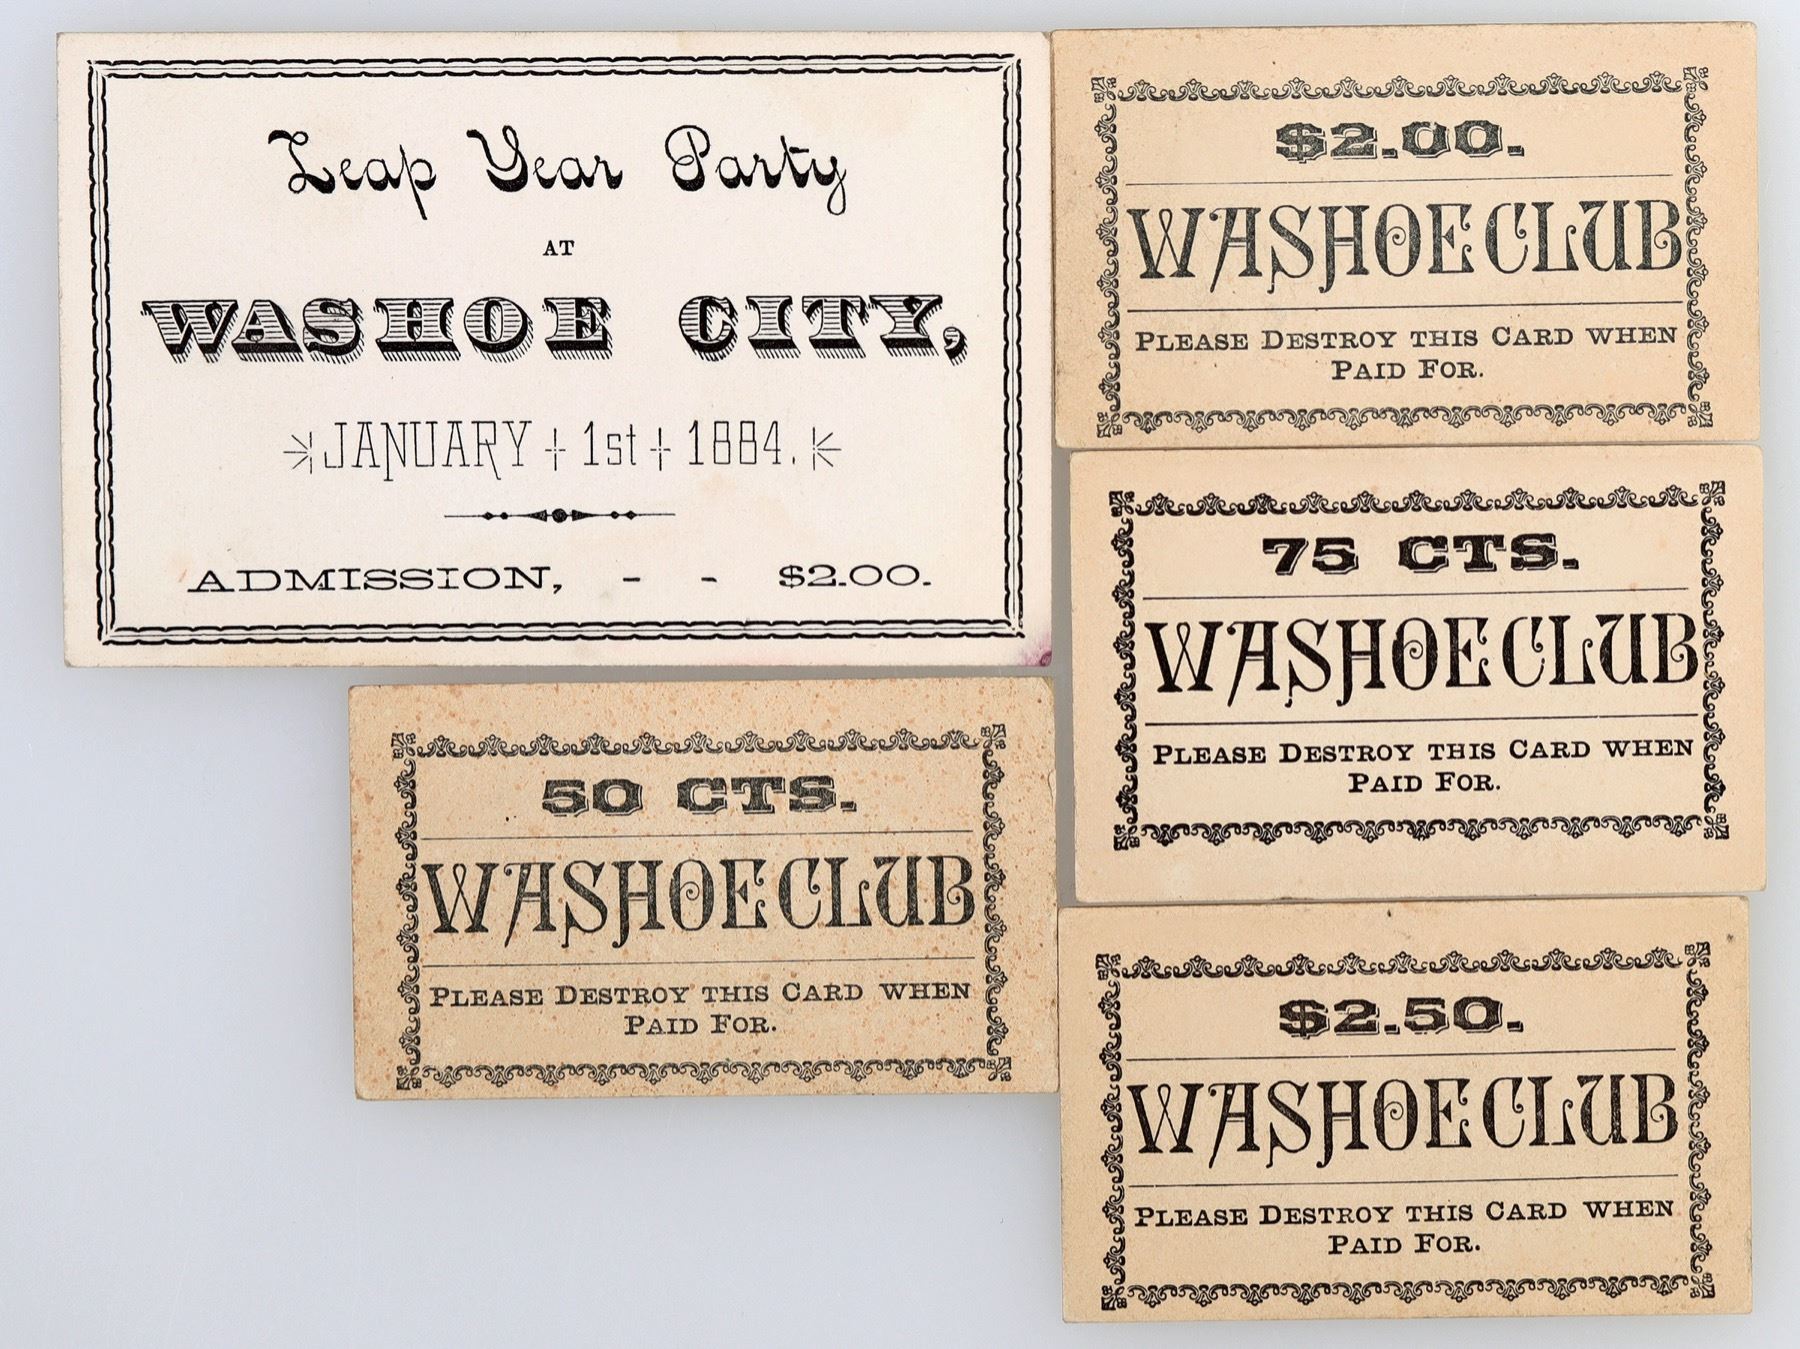 Leap Year Party
AT
WASHOE CITY,
JANUARY 1st 1884.
ADMISSION, - - $2.00.
$2.00.
WASHOE CLUB
PLEASE DESTROY THIS CARD WHEN
PAID FOR.
75 CTS.
WASHOE CLUB
PLEASE DESTROY THIS CARD WHEN
PAID FOR.
50 CTS.
WASHOE CLUB
PLEASE DESTROY THIS CARD WHEN
PAID FOR.
$2.50.
WASHOE CLUB
PLEASE DESTROY THIS CARD WHEN
PAID FOR.